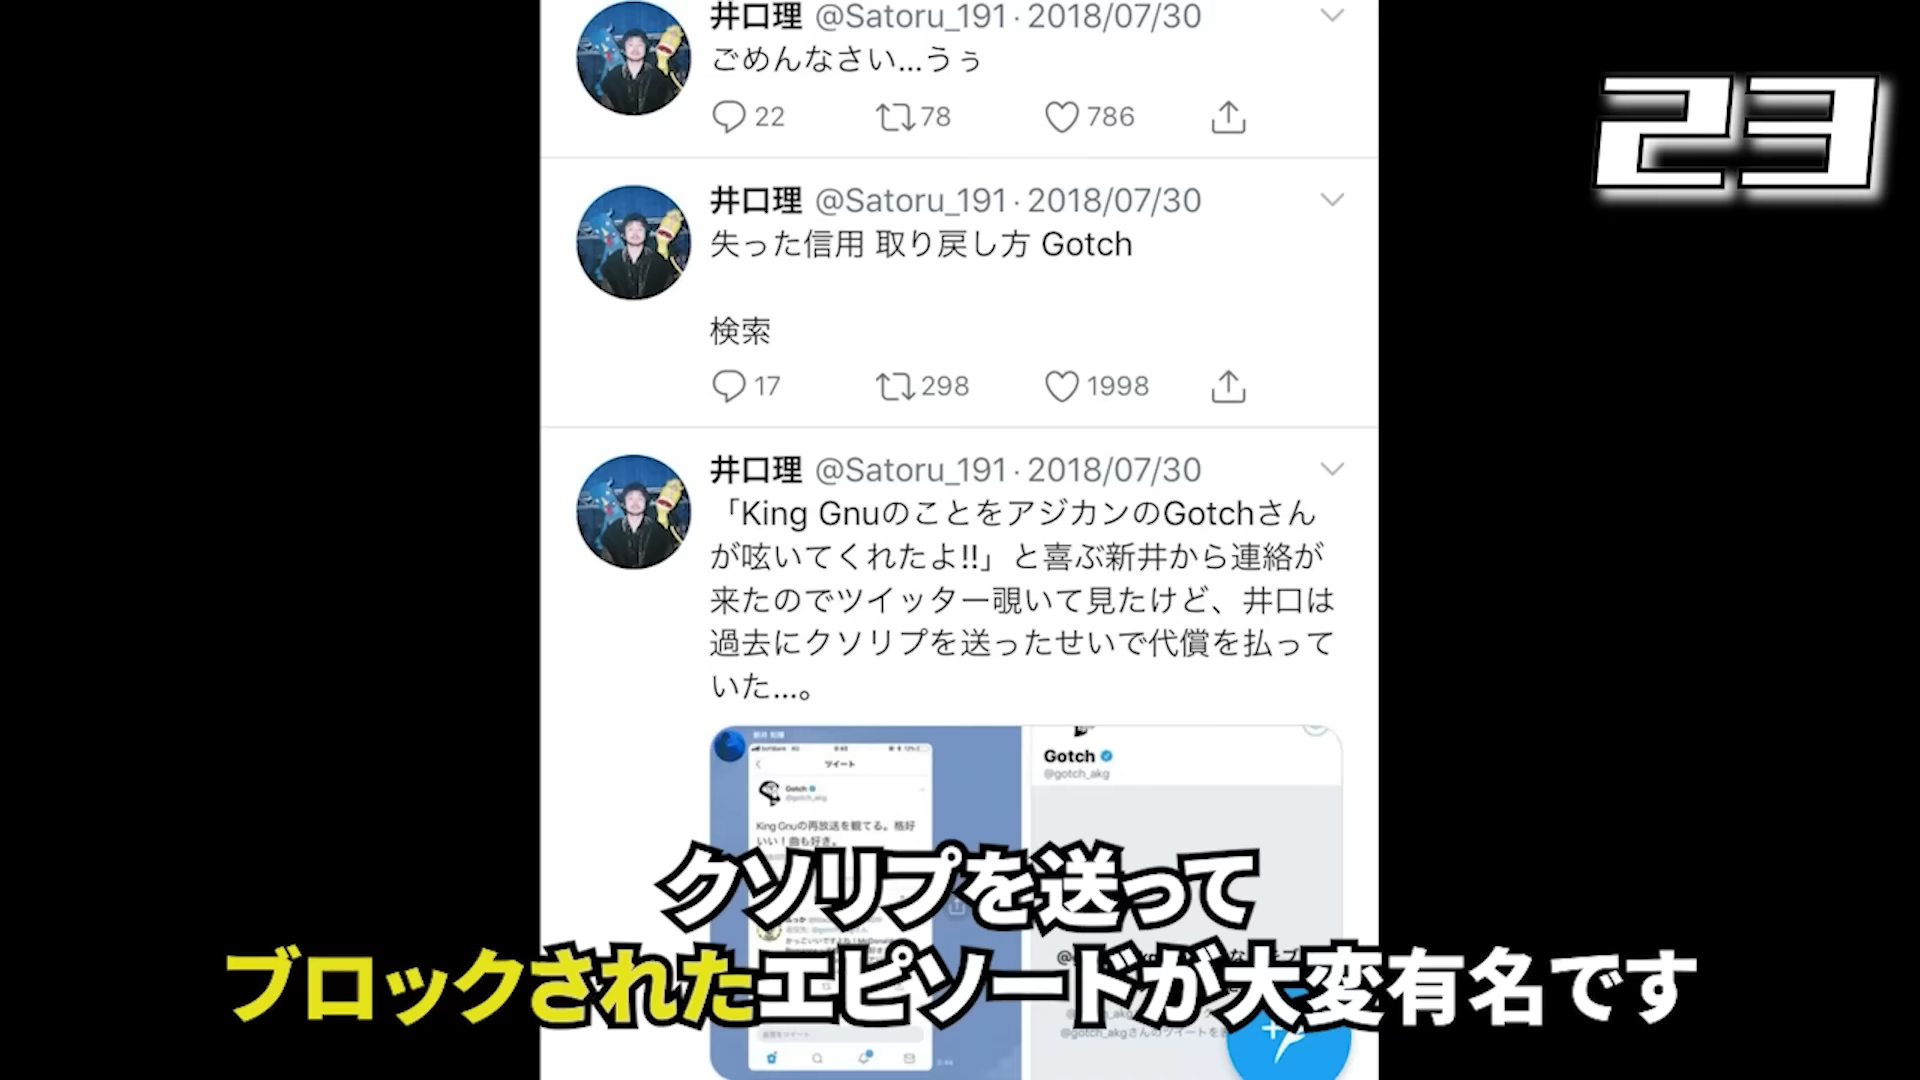 井口理 @Satoru_191・2018/07/30
ごめんなさい...うぅ
22 78 786
23
井口理 @Satoru_191・2018/07/30
失った信用 取り戻し方 Gotch
検索
17 298 1998
井口理 @Satoru_191・2018/07/30
「King GnuのことをアジカンのGotchさん
が呟いてくれたよ!!」と喜ぶ新井から連絡が
来たのでツイッター覗いて見たけど、井口は
過去にクソリプを送ったせいで代償を払って
いた...。
ツイート
Gotch
@gotch_akg
King Gnuの再放送を観てる。格好
いい！曲も好き。
Gotch
@gotch_akg
クソリプを送って
ブロックされたエピソードが大変有名です